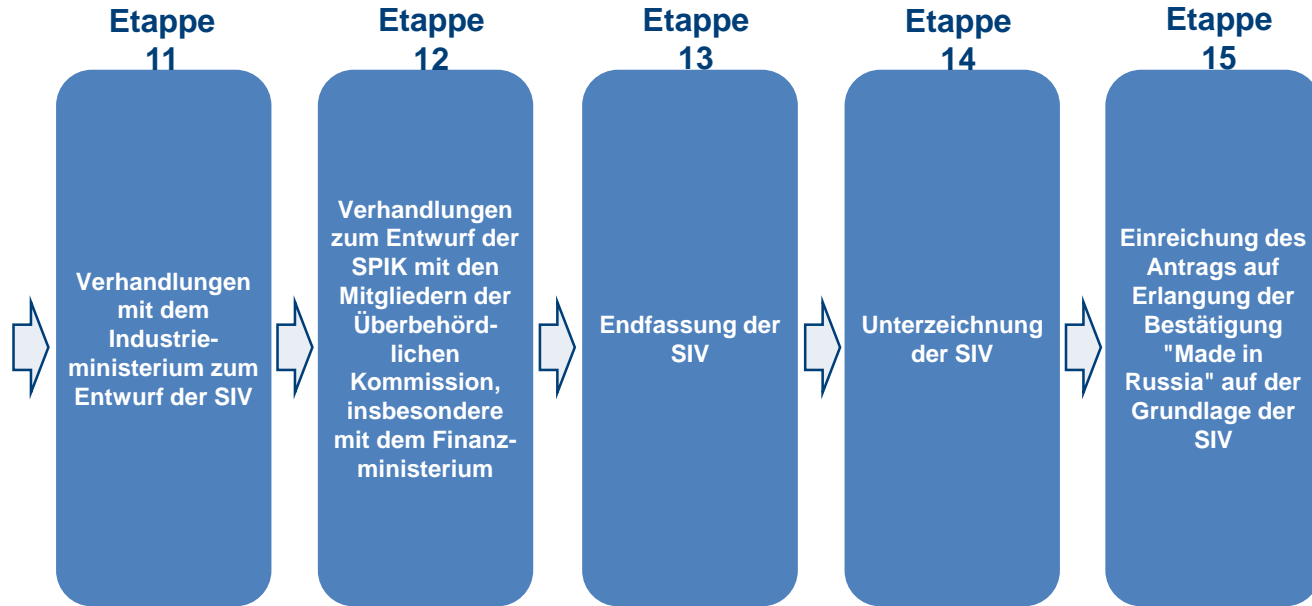 Etappe
11
Verhandlungen
mit dem
Industrie-
ministerium zum
Entwurf der SIV
Etappe
12
Verhandlungen
zum Entwurf der
SPIK mit den
Mitgliedern der
Überbehörd-
lichen
Kommission,
insbesondere
mit dem Finanz-
ministerium
Etappe
13
Endfassung der
SIV
Etappe
14
Unterzeichnung
der SIV
Etappe
15
Einreichung des
Antrags auf
Erlangung der
Bestätigung
"Made in
Russia" auf der
Grundlage der
SIV